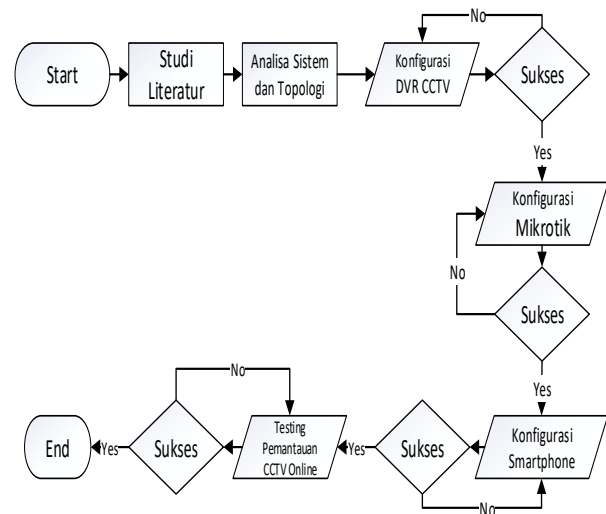 No
Start
Studi
Literatur
Analisa Sistem
dan Topologi
Konfigurasi
DVR CCTV
Sukses
Yes
Konfigurasi
Mikrotik
No
Sukses
Yes
Konfigurasi
Smartphone
Sukses
No
Yes
Testing
Pemantauan
CCTV Online
No
Sukses
Yes
End